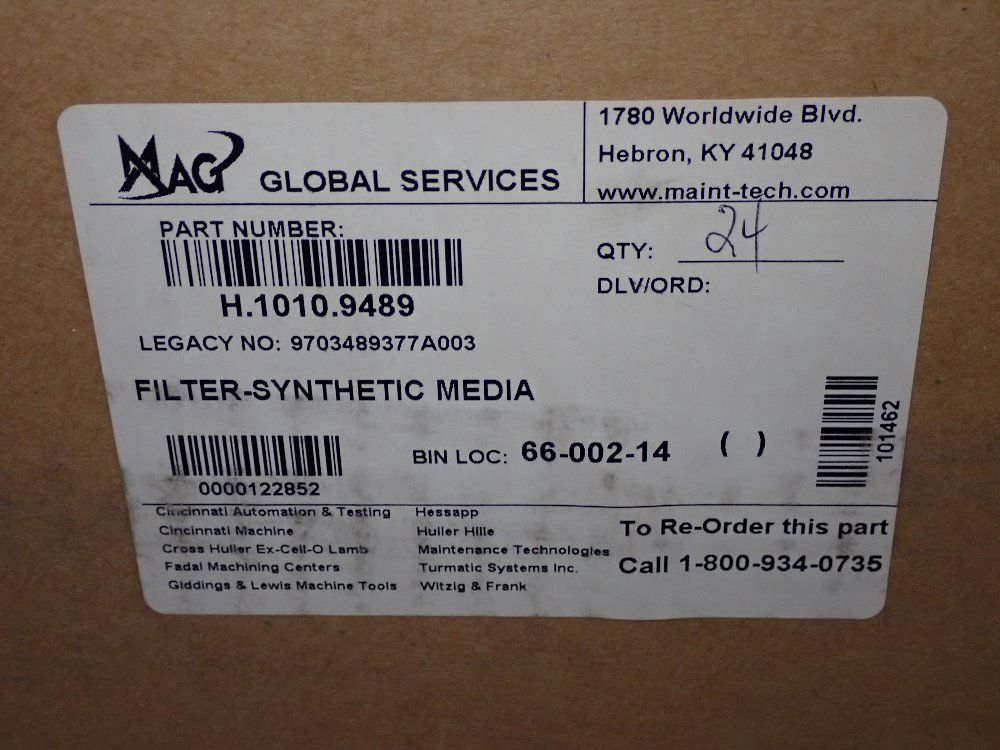 MAG GLOBAL SERVICES
1780 Worldwide Blvd.
Hebron, KY 41048
www.maint-tech.com
PART NUMBER:
H.1010.9489
QTY: 24
DLV/ORD:
LEGACY NO: 9703489377A003
FILTER-SYNTHETIC MEDIA
0000122852
BIN LOC: 66-002-14 ( )
101462
Cincinnati Automation & Testing
Cincinnati Machine
Cross Huller Ex-Cell-O Lamb
Fadal Machining Centers
Giddings & Lewis Machine Tools
Hessapp
Huller Hille
Maintenance Technologies
Turmatic Systems Inc.
Witzig & Frank
To Re-Order this part
Call 1-800-934-0735